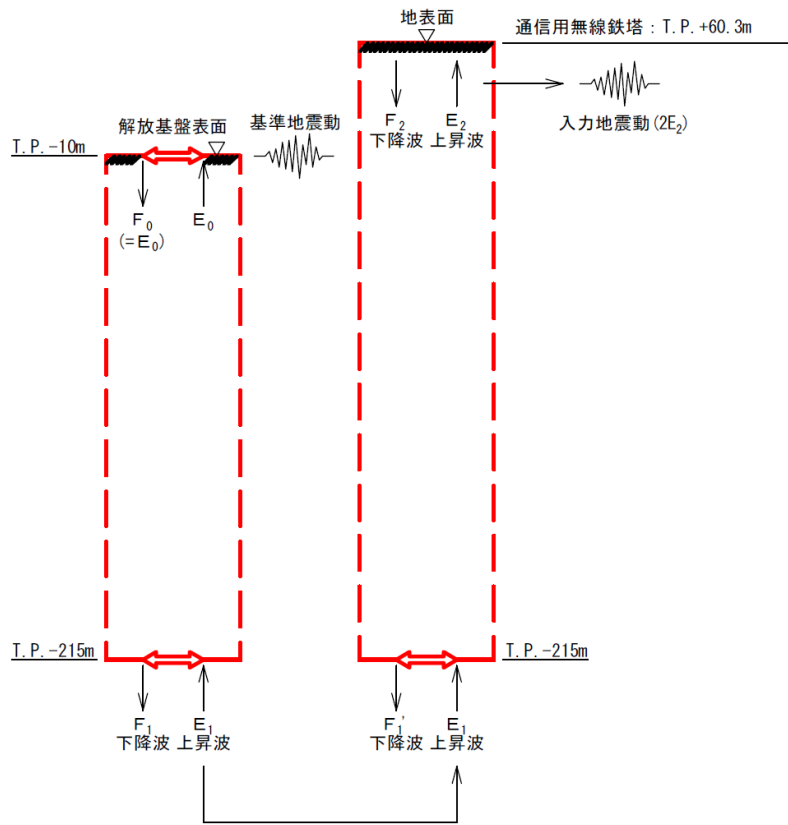 地表面
通信用無線鉄塔：T.P.+60.3m
F2
下降波
E2
上昇波
入力地震動(2E2)
解放基盤表面
基準地震動
T.P.-10m
F0
(=E0)
E0
T.P.-215m
T.P.-215m
F1
下降波
E1
上昇波
F1'
下降波
E1
上昇波